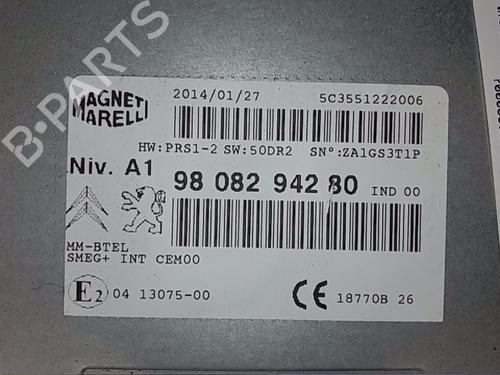 MAGNETI MARELLI
2014/01/27 5C3551222006
HW:PRS1-2 SW:50DR2 SN°:ZA1GS3T1P
Niv. A1
98 082 942 80 IND 00
MM-BTEL
SMEG+ INT CEM00
E2 04 13075-00 CE 18770B 26
B-PARTS